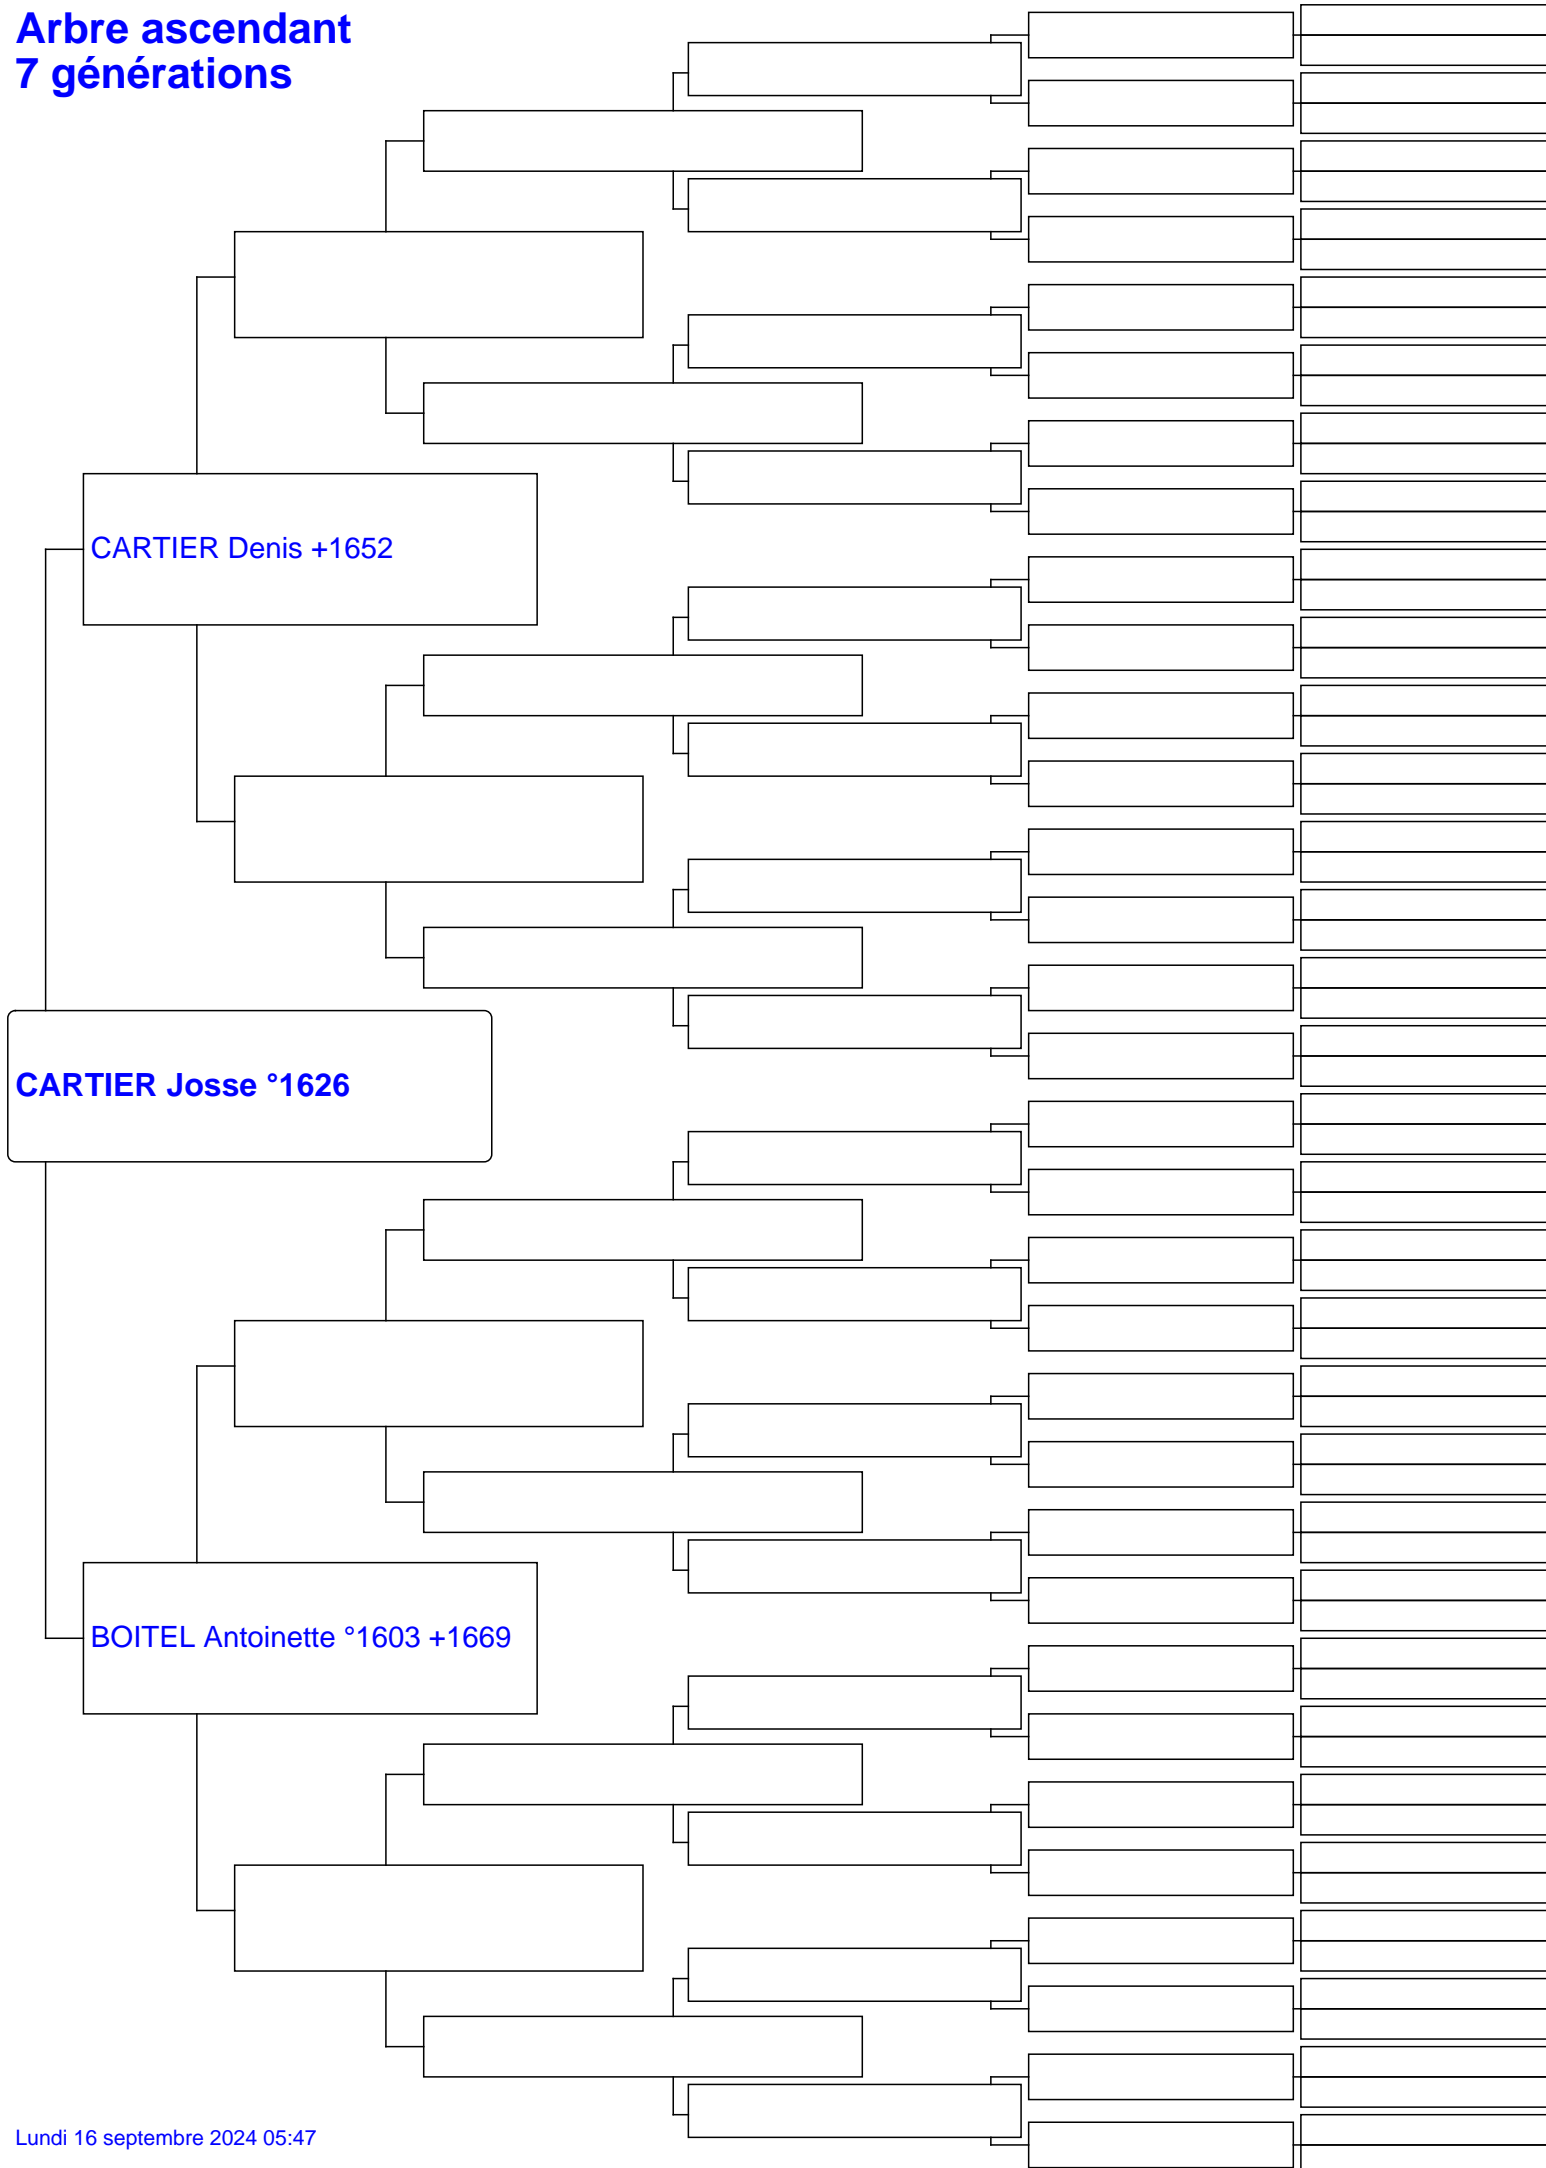 Arbre ascendant
7 générations
CARTIER Denis +1652
CARTIER Josse °1626
BOITEL Antoinette °1603 +1669
Lundi 16 septembre 2024 05:47